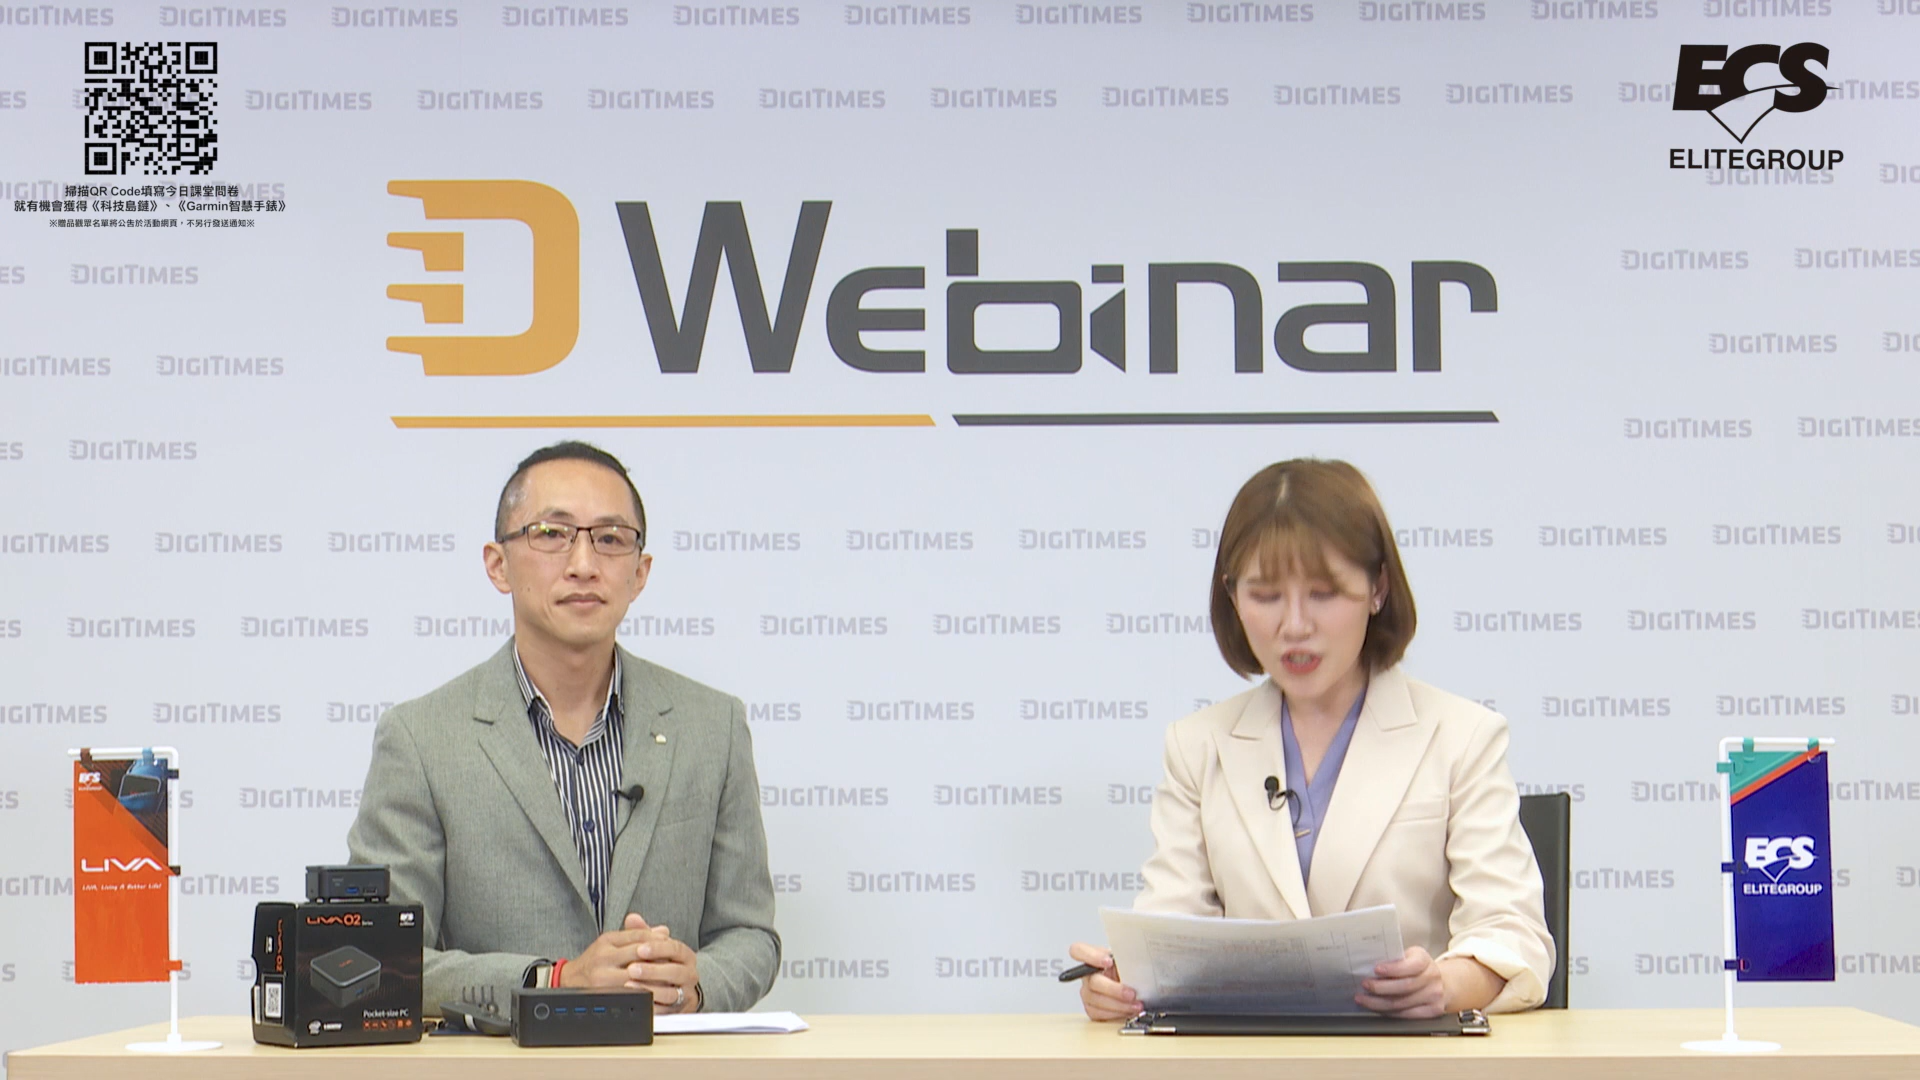 掃描QR Code填寫今日課堂問卷
就有機會獲得《科技島鏈》、《Garmin智慧手錶》
※贈品觀眾名單將公告於活動網頁，不另行發送通知※
ECS
ELITEGROUP
D Webinar
DIGITIMES
ECS
LIVA
LIVA, Living A Better Life!
LIVA Q2 Series
ECS
Pocket-size PC
ECS
ELITEGROUP